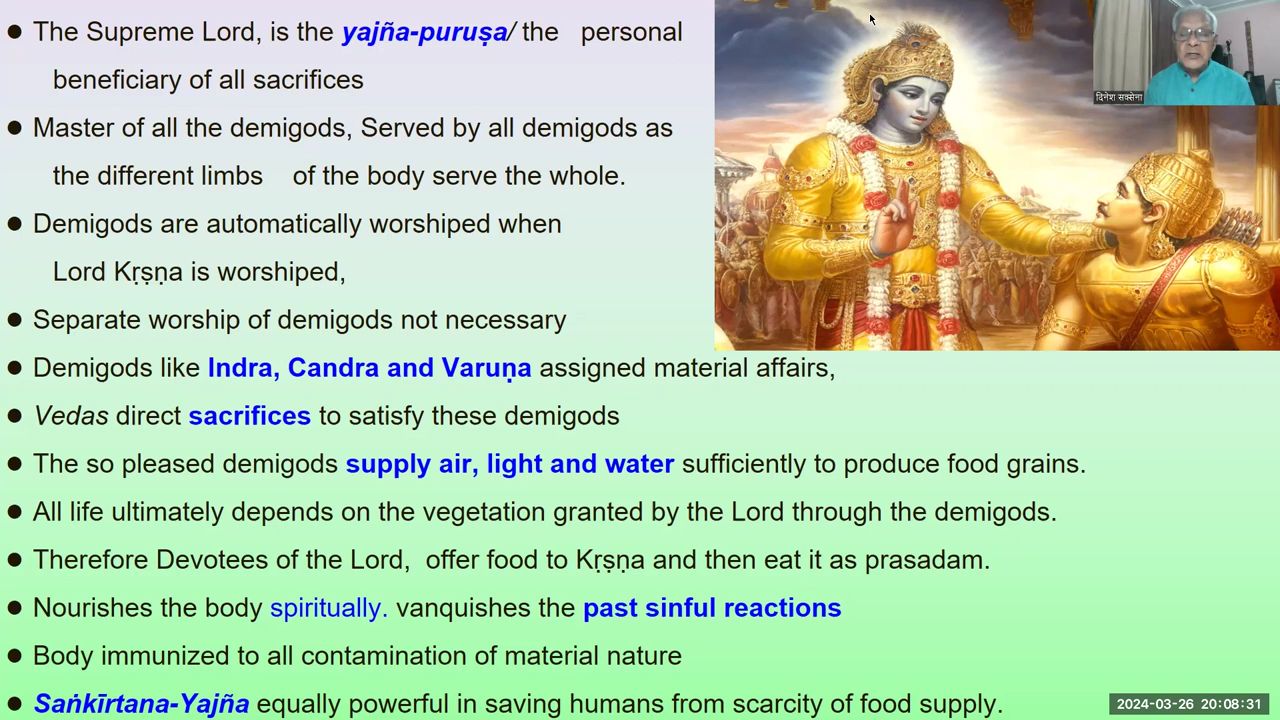 ● The Supreme Lord, is the yajña-puruṣa/ the personal
beneficiary of all sacrifices
● Master of all the demigods, Served by all demigods as
the different limbs of the body serve the whole.
● Demigods are automatically worshiped when
Lord Kṛṣṇa is worshiped,
● Separate worship of demigods not necessary
● Demigods like Indra, Candra and Varuṇa assigned material affairs,
● Vedas direct sacrifices to satisfy these demigods
● The so pleased demigods supply air, light and water sufficiently to produce food grains.
● All life ultimately depends on the vegetation granted by the Lord through the demigods.
● Therefore Devotees of the Lord, offer food to Kṛṣṇa and then eat it as prasadam.
● Nourishes the body spiritually. vanquishes the past sinful reactions
● Body immunized to all contamination of material nature
● Saṅkīrtana-Yajña equally powerful in saving humans from scarcity of food supply.
दिनेश सक्सेना
2024-03-26 20:08:31